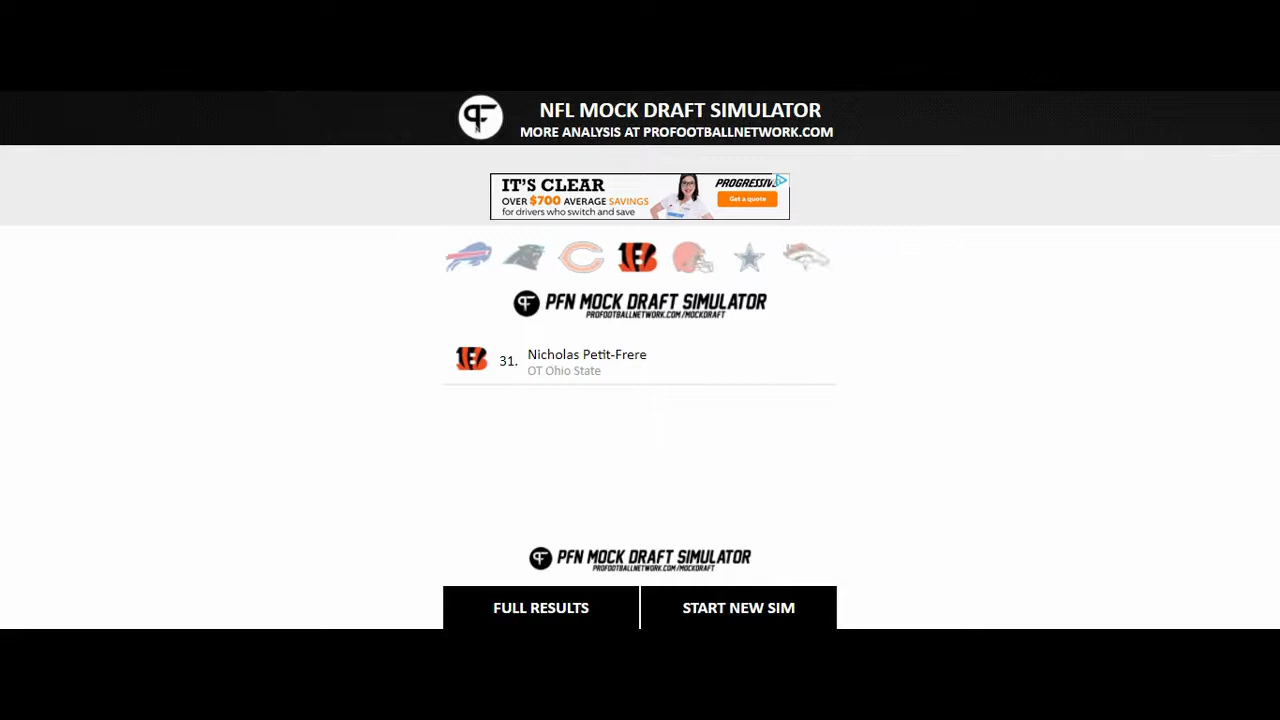 NFL MOCK DRAFT SIMULATOR
MORE ANALYSIS AT PROFOOTBALLNETWORK.COM
IT'S CLEAR
OVER $700 AVERAGE SAVINGS
for drivers who switch and save
PROGRESSIVE
Get a quote
PFN MOCK DRAFT SIMULATOR
PROFOOTBALLNETWORK.COM/MOCKDRAFT
31.
Nicholas Petit-Frere
OT Ohio State
PFN MOCK DRAFT SIMULATOR
PROFOOTBALLNETWORK.COM/MOCKDRAFT
FULL RESULTS
START NEW SIM